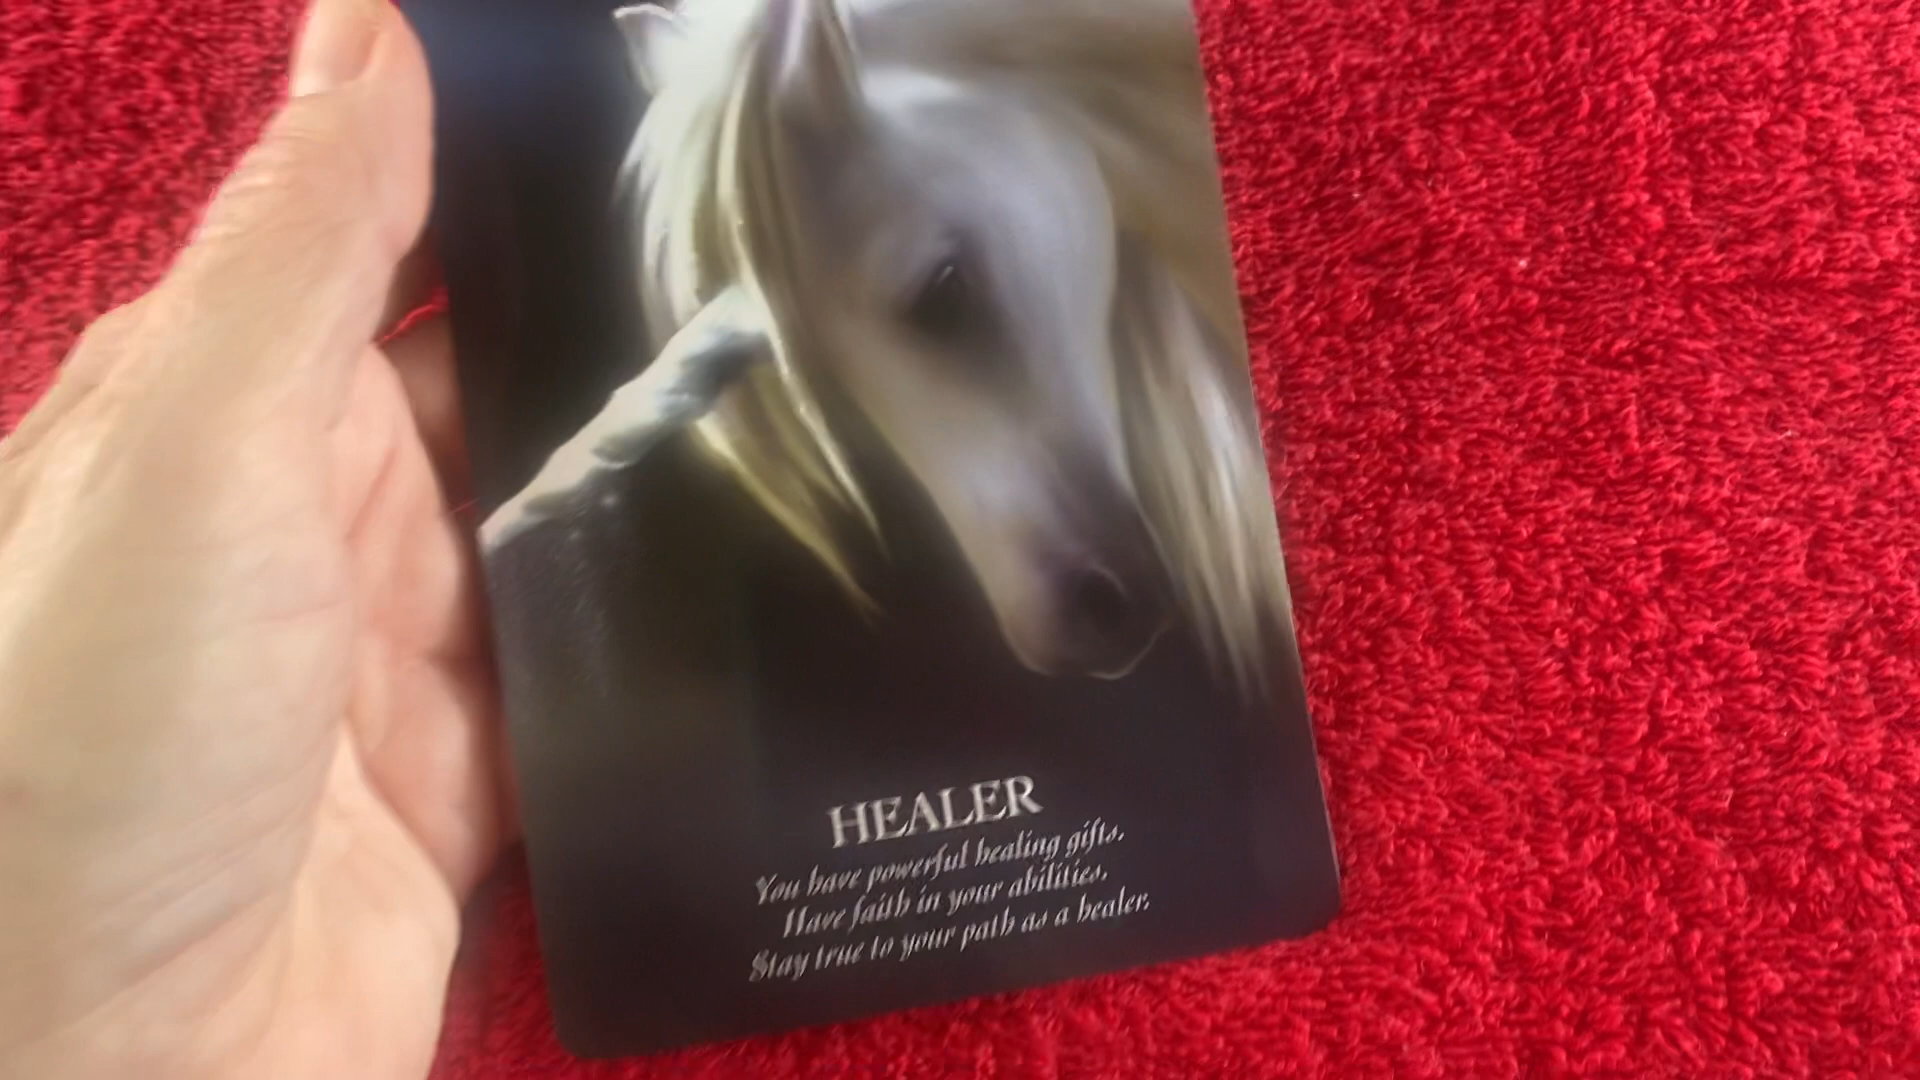 HEALER
You have powerful healing gifts.
Have faith in your abilities.
Stay true to your path as a healer.